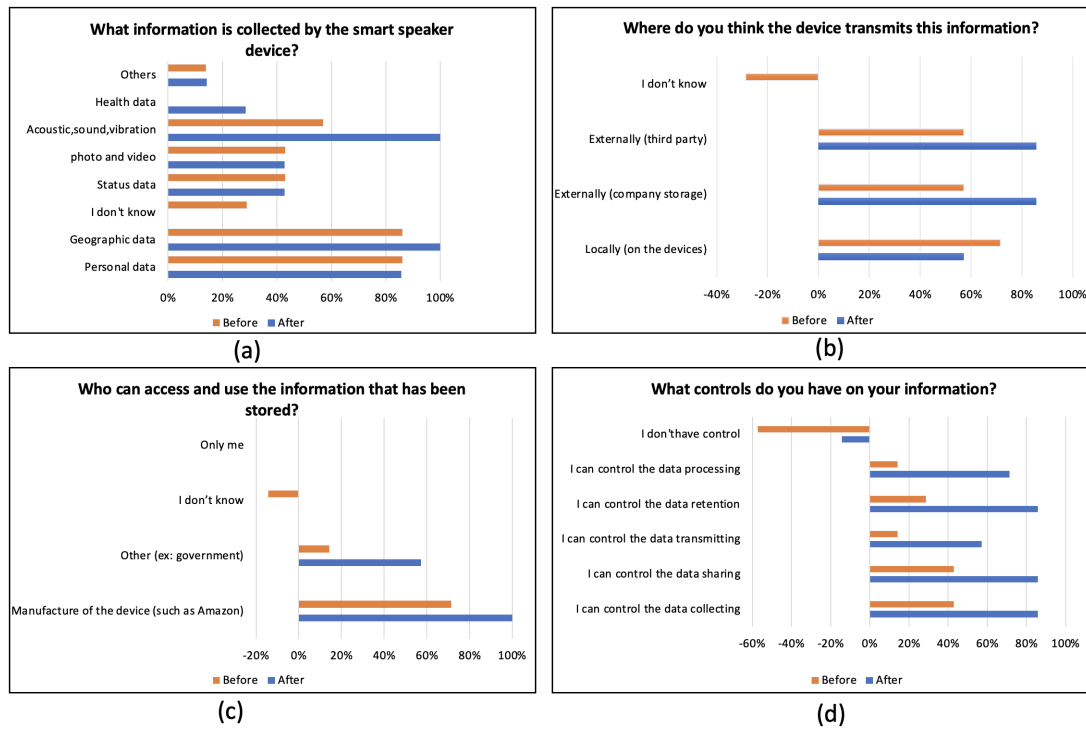 What information is collected by the smart speaker
device?
Others
Health data
Acoustic,sound,vibration
photo and video
Status data
I don't know
Geographic data
Personal data
0% 20% 40% 60% 80% 100%
Before After
(a)
Where do you think the device transmits this information?
I don't know
Externally (third party)
Externally (company storage)
Locally (on the devices)
-40% -20% 0% 20% 40% 60% 80% 100%
Before After
(b)
Who can access and use the information that has been
stored?
Only me
I don't know
Other (ex: government)
Manufacture of the device (such as Amazon)
-20% 0% 20% 40% 60% 80% 100%
Before After
(c)
What controls do you have on your information?
I don'thave control
I can control the data processing
I can control the data retention
I can control the data transmitting
I can control the data sharing
I can control the data collecting
-60% -40% -20% 0% 20% 40% 60% 80% 100%
Before After
(d)